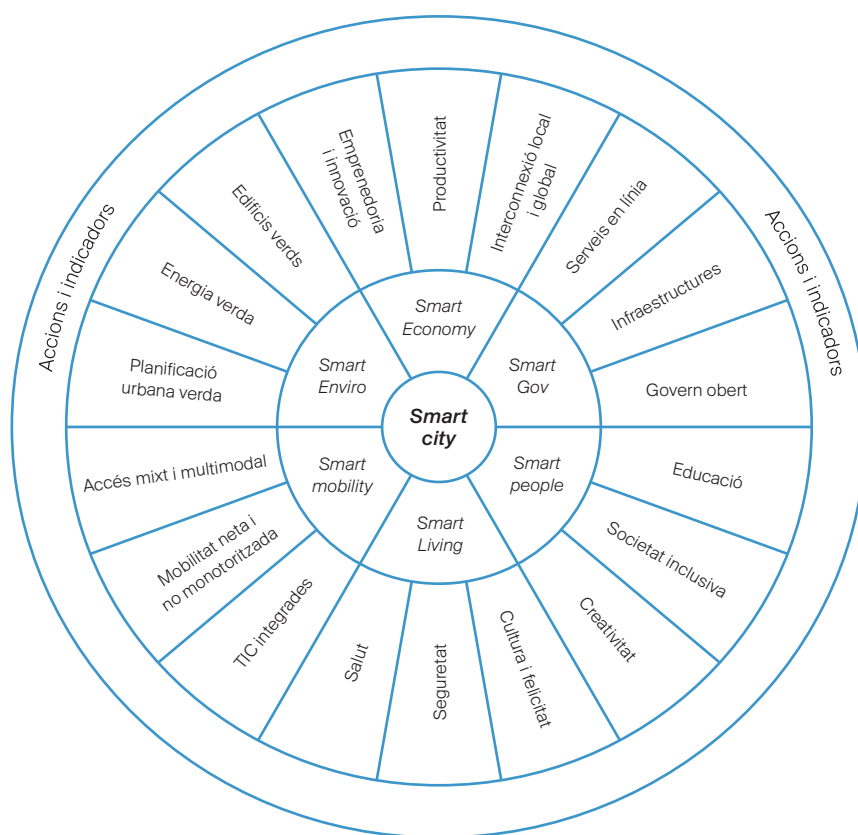 Accions i indicadors
Accions i indicadors
Emprenedoria
i innovació
Productivitat
Interconnexió local
i global
Serveis en línia
Infraestructures
Govern obert
Educació
Societat inclusiva
Creativitat
Cultura i felicitat
Seguretat
Salut
TIC integrades
Mobilitat neta i
no monotoritzada
Accés mixt i multimodal
Planificació
urbana verda
Energia verda
Edificis verds
Smart
Economy
Smart
Gov
Smart
people
Smart
Living
Smart
mobility
Smart
Enviro
Smart
city